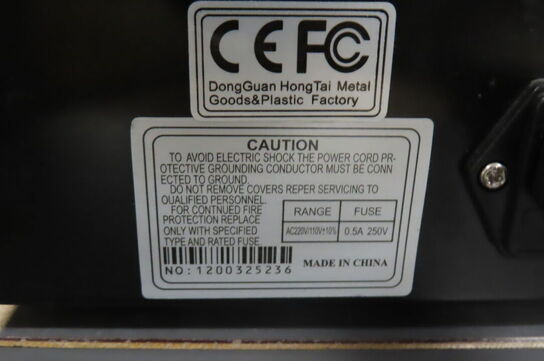 CE FC
DongGuan HongTai Metal
Goods&Plastic Factory
CAUTION
TO AVOID ELECTRIC SHOCK THE POWER CORD PR-
OTECTIVE GROUNDING CONDUCTOR MUST BE CONN
ECTED TO GROUND.
DO NOT REMOVE COVERS REPER SERVICING TO
QUALIFIED PERSONNEL.
FOR CONTNUED FIRE
PROTECTION REPLACE
ONLY WITH SPECIFIED
TYPE AND RATED FUSE.
RANGE FUSE
AC220V/110V±10% 0.5A 250V
NO: 1200325236
MADE IN CHINA